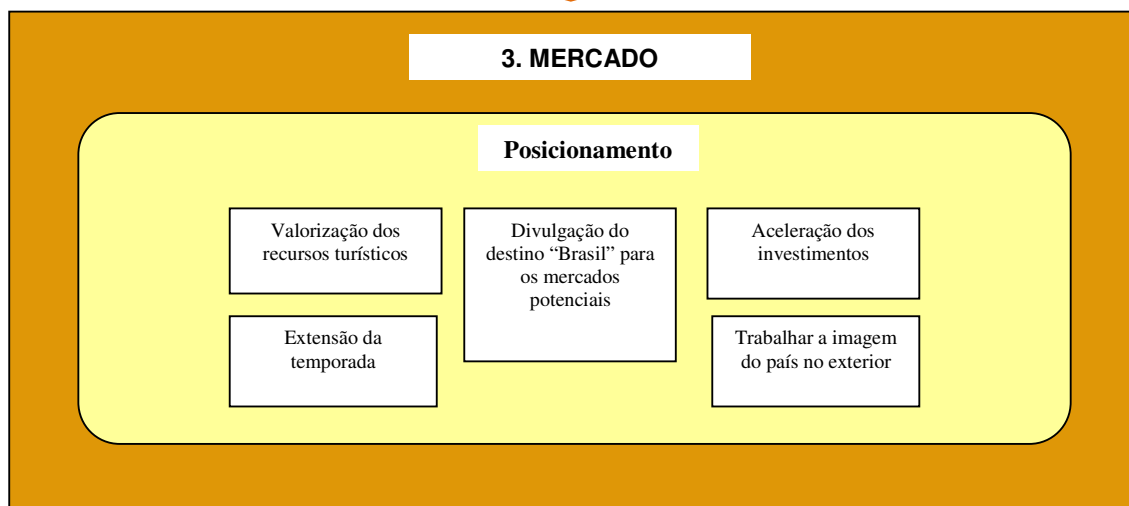 3. MERCADO
Posicionamento
Valorização dos
recursos turísticos
Divulgação do
destino “Brasil” para
os mercados
potenciais
Aceleração dos
investimentos
Extensão da
temporada
Trabalhar a imagem
do país no exterior